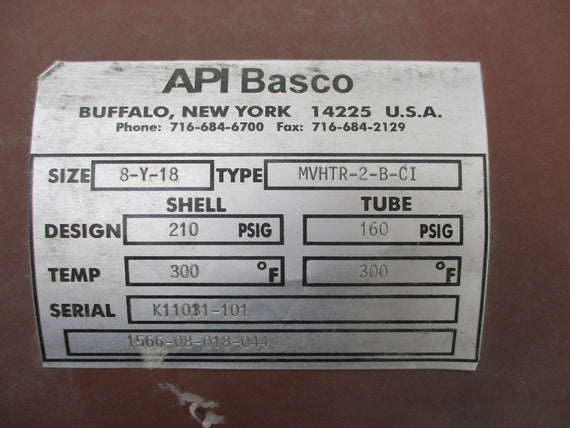 API Basco
BUFFALO, NEW YORK 14225 U.S.A.
Phone: 716-684-6700 Fax: 716-684-2129
SIZE 8-Y-18 TYPE MVHTR-2-B-CI
SHELL TUBE
DESIGN 210 PSIG 160 PSIG
TEMP 300 °F 300 °F
SERIAL K11031-101
1566-08-018-044